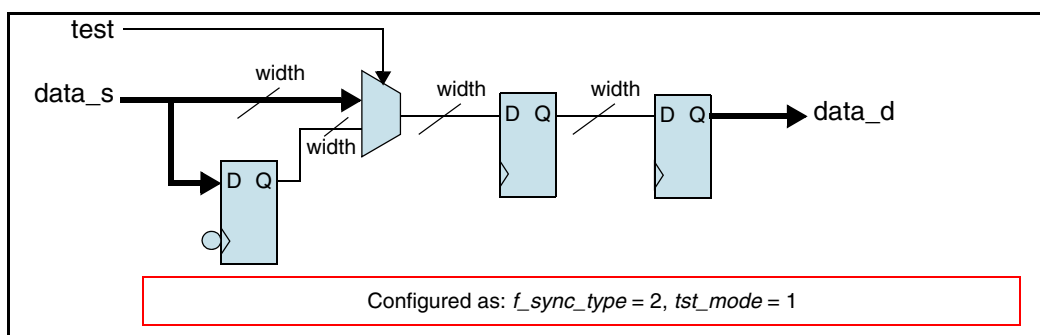 test
width
width
width
data_s
data_d
D Q
D Q
width
D Q
Configured as: f_sync_type = 2, tst_mode = 1